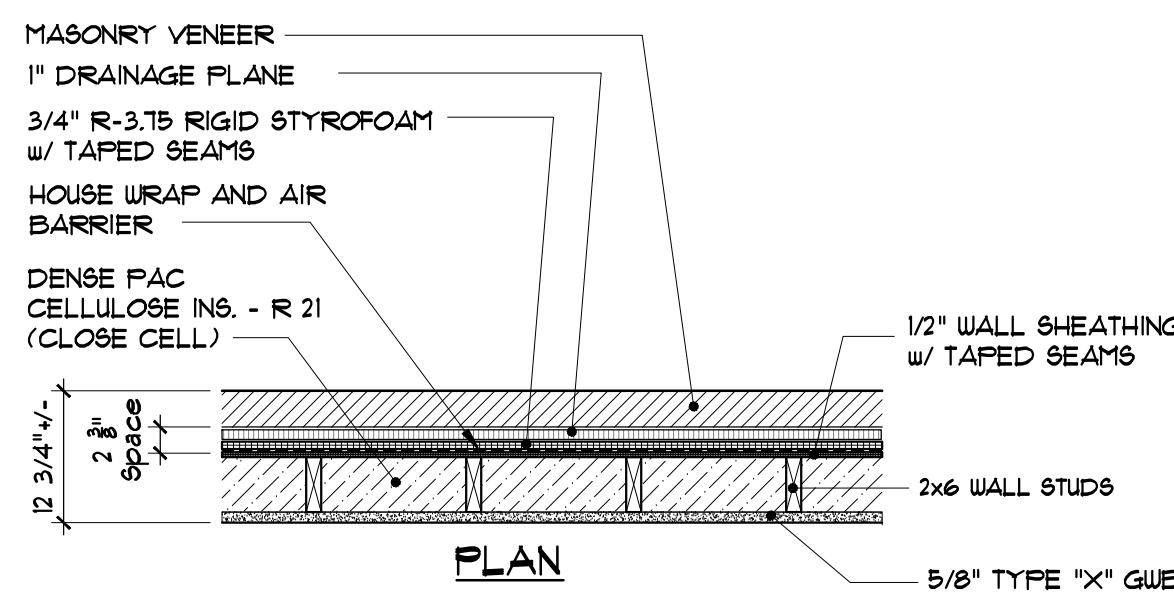 MASONRY VENEER
1" DRAINAGE PLANE
3/4" R-3.75 RIGID STYROFOAM
w/ TAPED SEAMS
HOUSE WRAP AND AIR
BARRIER
DENSE PAC
CELLULOSE INS. - R 21
(CLOSE CELL)
1/2" WALL SHEATHING
w/ TAPED SEAMS
12 3/4"+/-
2 3/8"
Space
2x6 WALL STUDS
PLAN
5/8" TYPE "X"